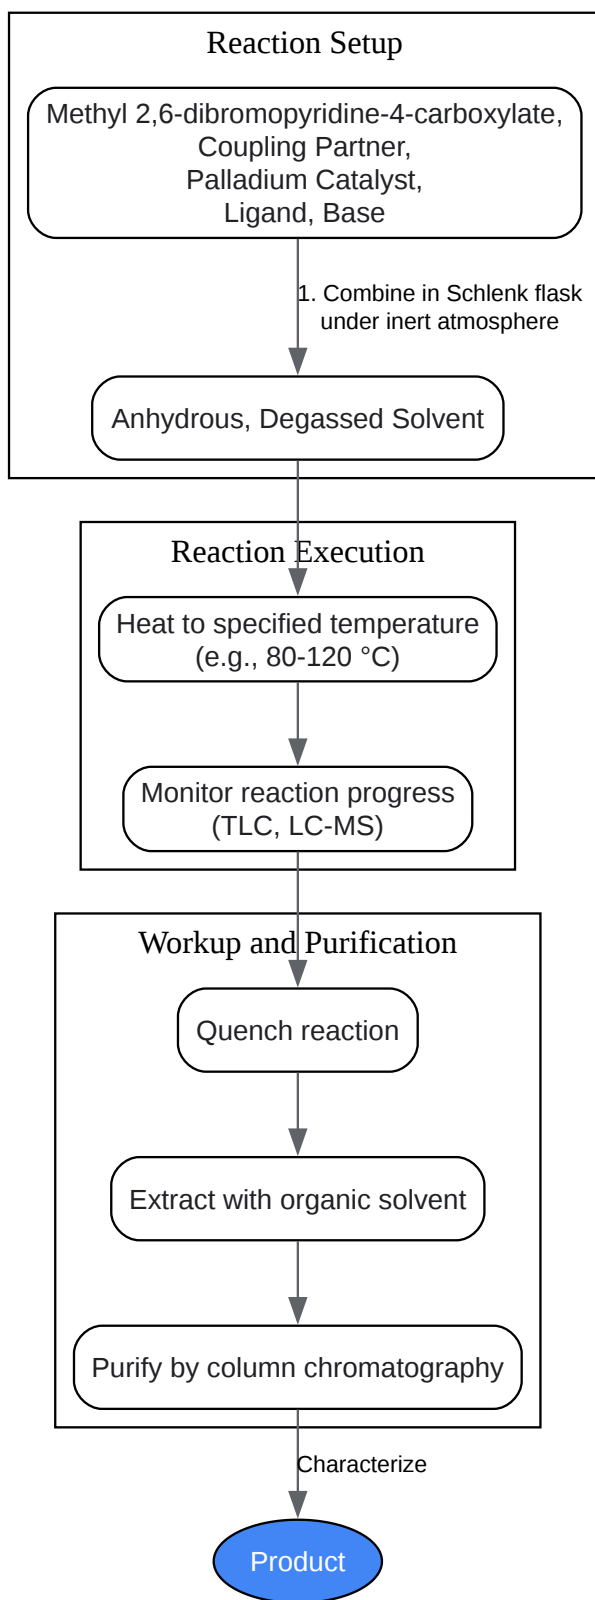 Reaction Setup
Methyl 2,6-dibromopyridine-4-carboxylate,
Coupling Partner,
Palladium Catalyst,
Ligand, Base
1. Combine in Schlenk flask
under inert atmosphere
Anhydrous, Degassed Solvent
Reaction Execution
Heat to specified temperature
(e.g., 80-120 °C)
Monitor reaction progress
(TLC, LC-MS)
Workup and Purification
Quench reaction
Extract with organic solvent
Purify by column chromatography
Characterize
Product